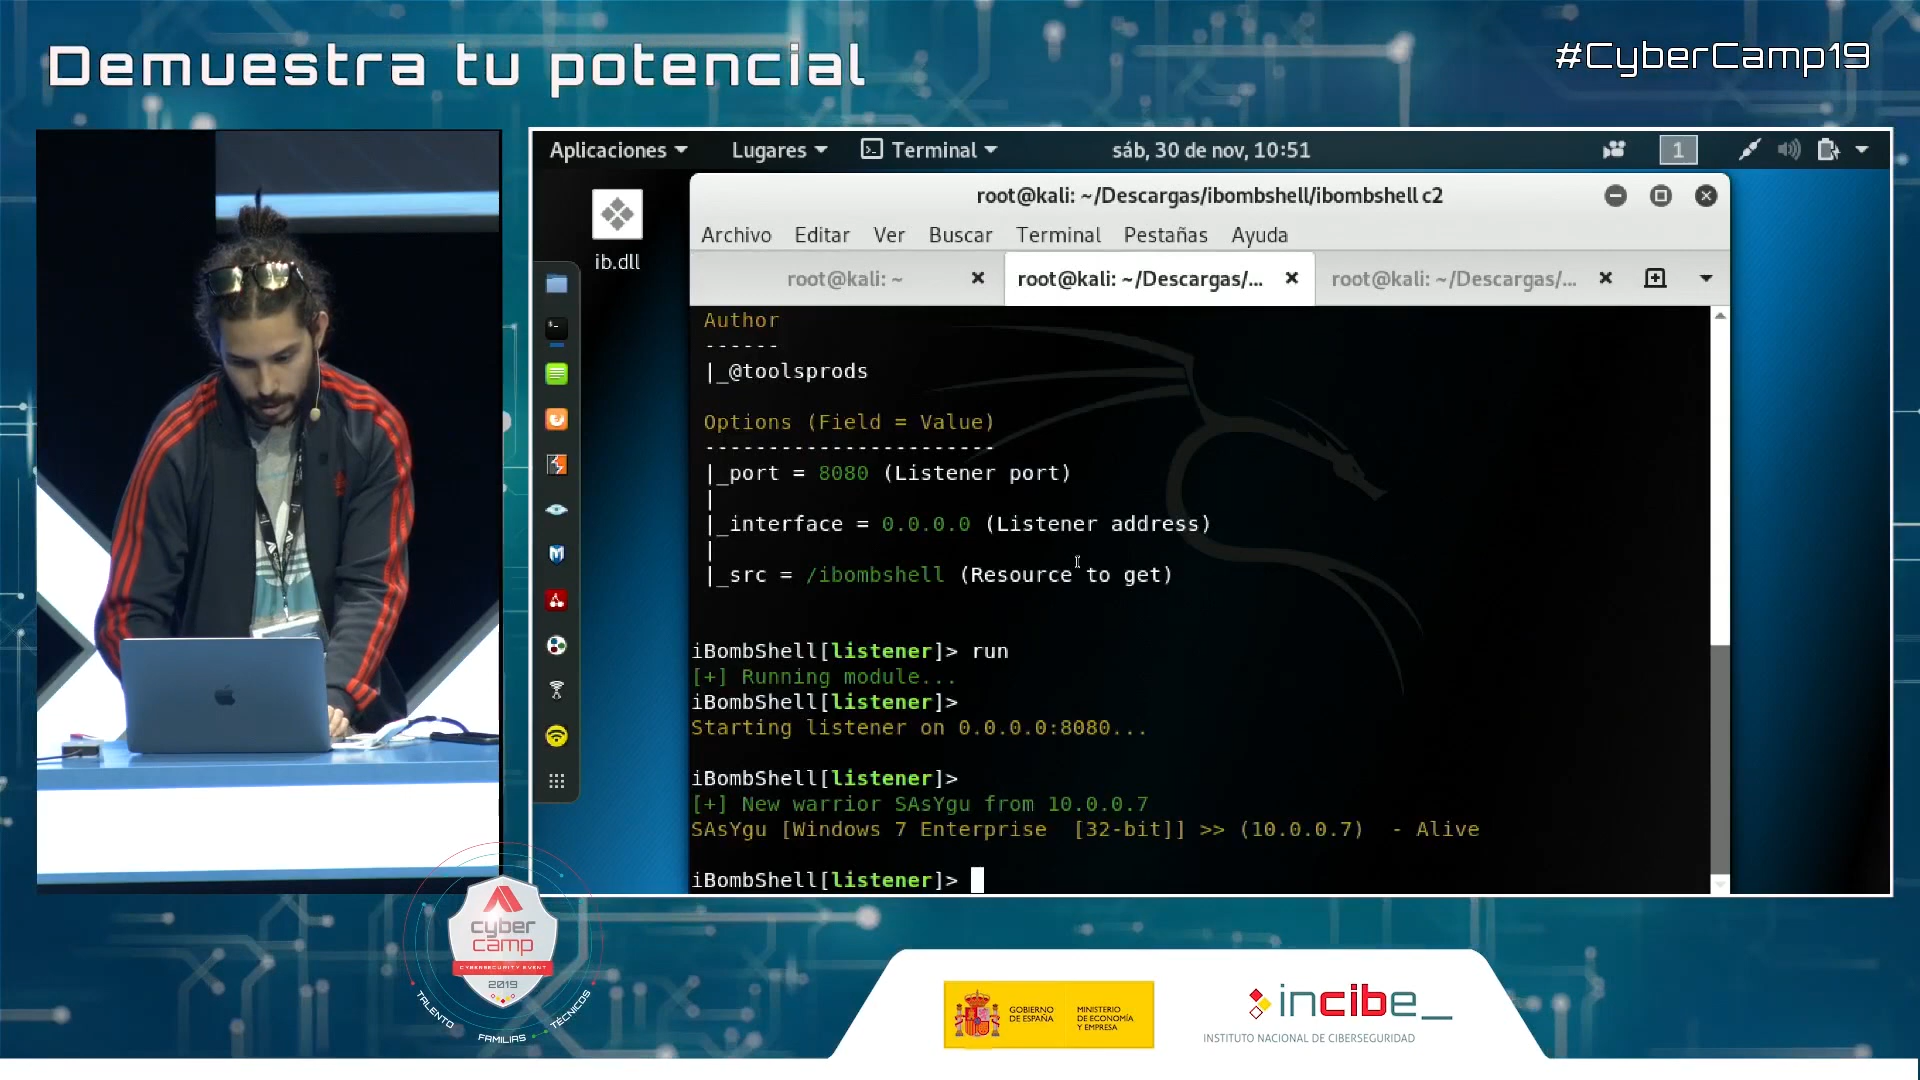 Demuestra tu potencial
#CyberCamp19
Aplicaciones
Lugares
Terminal
sáb, 30 de nov, 10:51
1
ib.dll
root@kali: ~/Descargas/ibombshell/ibombshell c2
Archivo Editar Ver Buscar Terminal Pestañas Ayuda
root@kali: ~
root@kali: ~/Descargas/...
root@kali: ~/Descargas/...
Author
------
|_@toolsprods
Options (Field = Value)
-----------------------
|_port = 8080 (Listener port)
|
|_interface = 0.0.0.0 (Listener address)
|
|_src = /ibombshell (Resource to get)
iBombShell[listener]> run
[+] Running module...
iBombShell[listener]>
Starting listener on 0.0.0.0:8080...
iBombShell[listener]>
[+] New warrior SAsYgu from 10.0.0.7
SAsYgu [Windows 7 Enterprise  [32-bit]] >> (10.0.0.7)  - Alive
iBombShell[listener]>
cyber
camp
CYBERSECURITY EVENT
2019
TALENTO
FAMILIAS
TÉCNICOS
GOBIERNO
DE ESPAÑA
MINISTERIO
DE ECONOMÍA
Y EMPRESA
incibe_
INSTITUTO NACIONAL DE CIBERSEGURIDAD